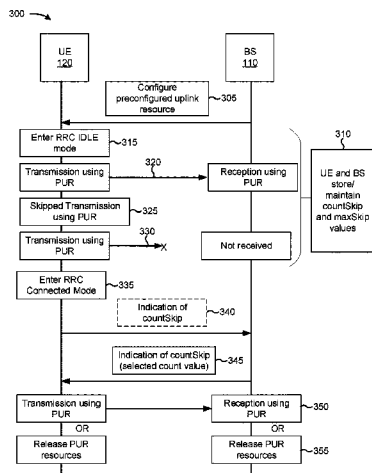 300
UE
120
BS
110
Configure
preconfigured uplink
resource
305
310
UE and BS
store/
maintain
countSkip
and maxSkip
values
Enter RRC IDLE
mode
315
Transmission using
PUR
320
Reception using
PUR
Skipped Transmission
using PUR
325
Transmission using
PUR
330
X
Not received
Enter RRC
Connected Mode
335
Indication of
countSkip
340
Indication of countSkip
(selected count value)
345
Transmission using
PUR
Reception using
PUR
350
OR
OR
Release PUR
resources
Release PUR
resources
355